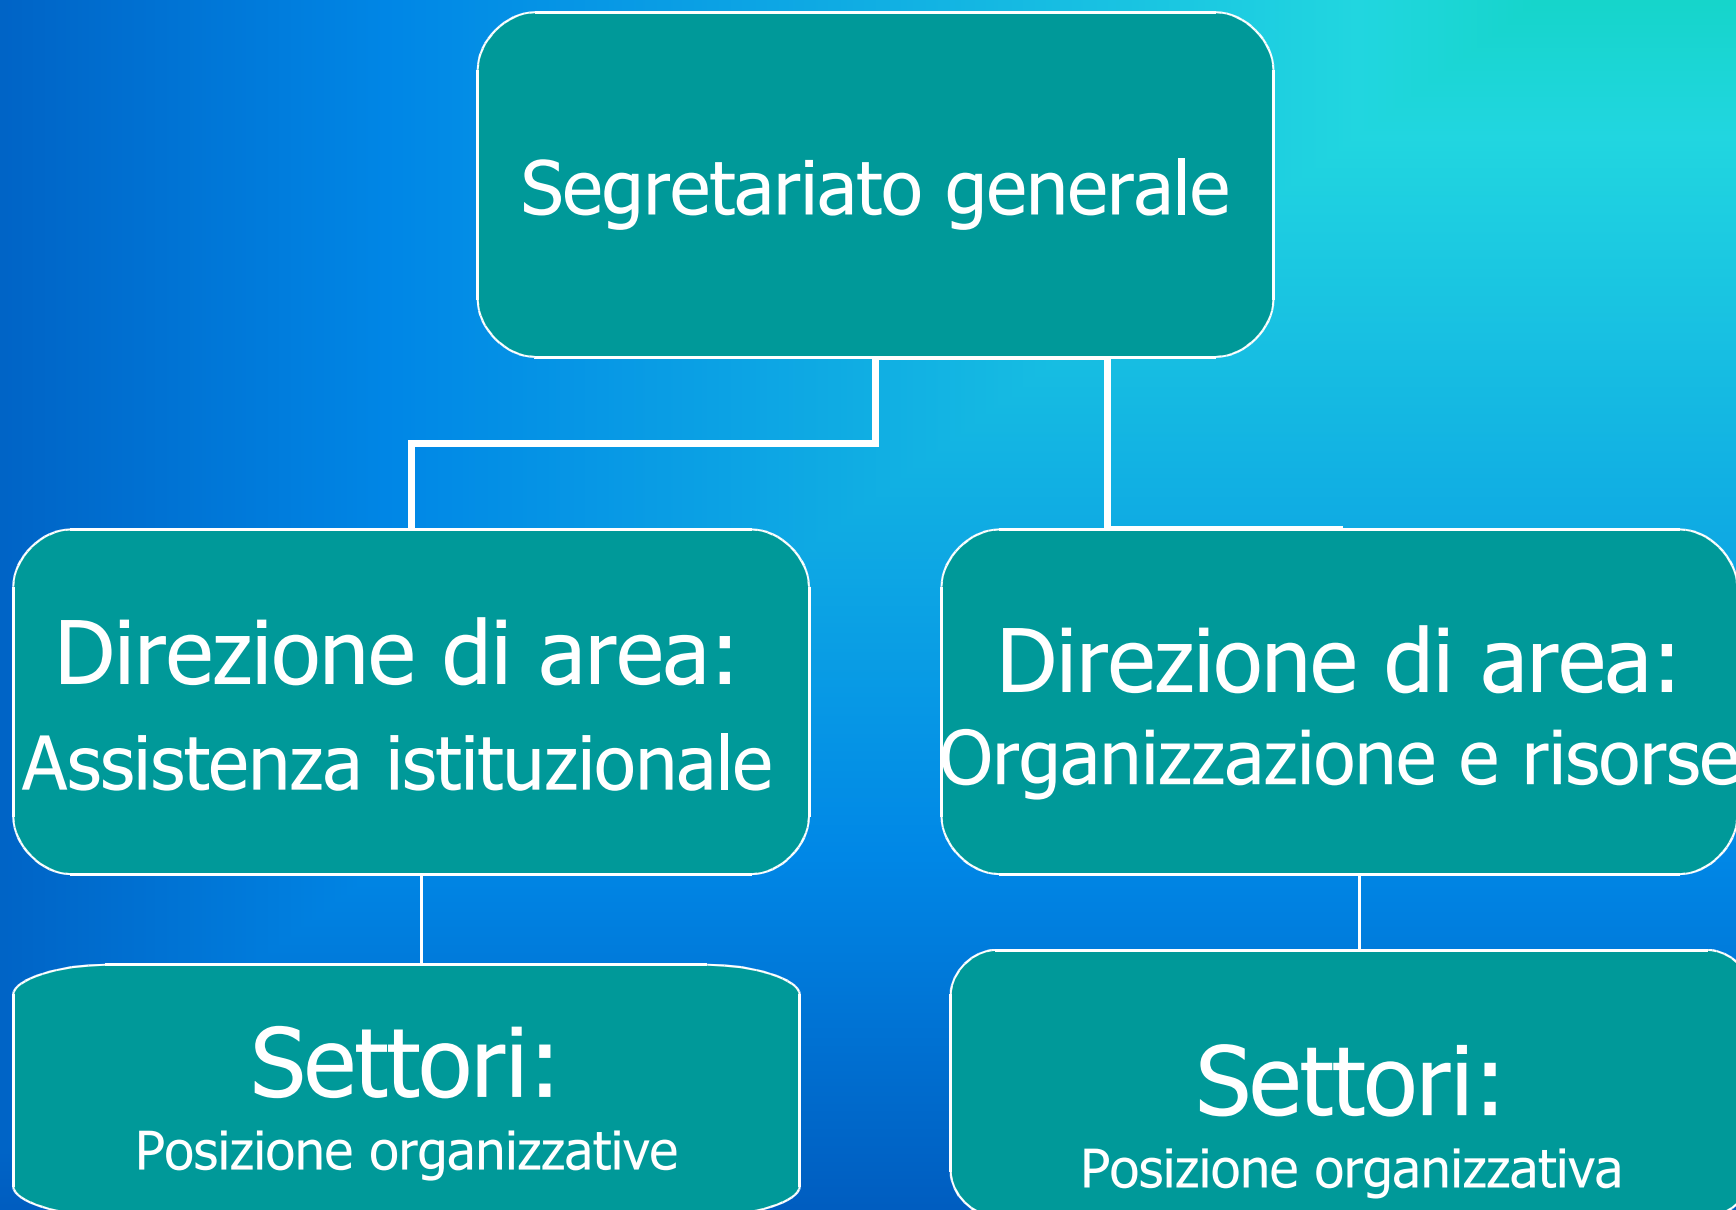 Segretariato generale
Direzione di area:
Assistenza istituzionale
Direzione di area:
Organizzazione e risorse
Settori:
Posizione organizzative
Settori:
Posizione organizzativa